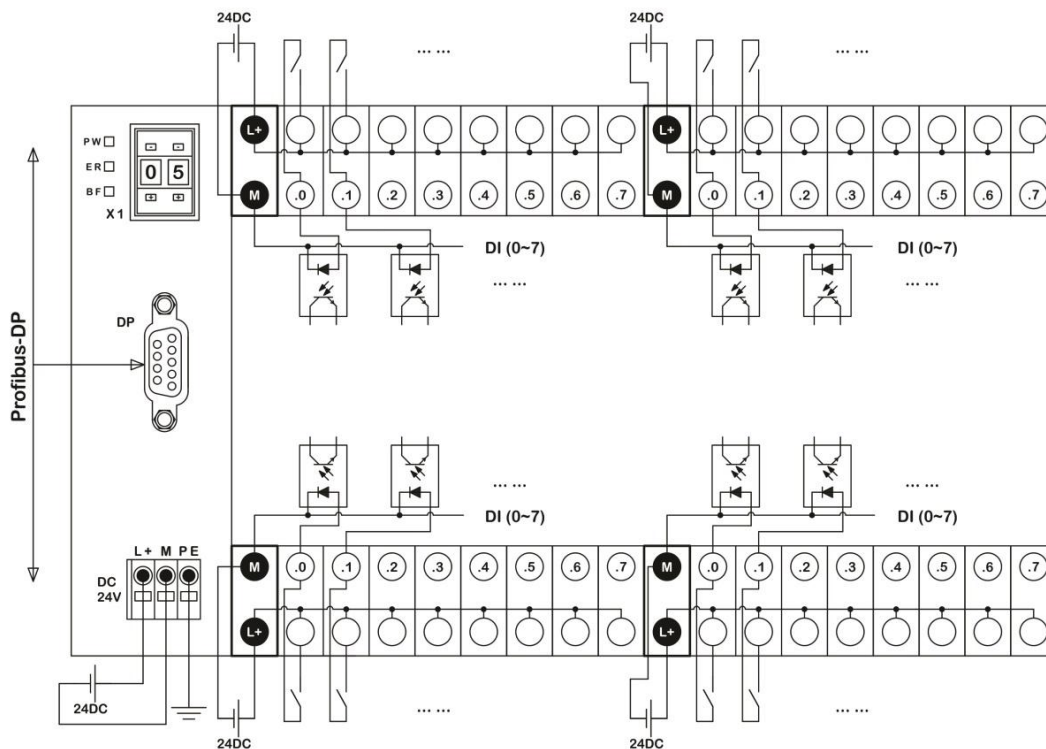 24DC 24DC
... ... ... ...
PW L+ L+
- -
ER 0 5
BF M .0 .1 .2 .3 .4 .5 .6 .7 M .0 .1 .2 .3 .4 .5 .6 .7
+ +
X1
DI (0~7) DI (0~7)
... ... ... ...
DP
Profibus-DP
... ... ... ...
DI (0~7) DI (0~7)
L+ M PE
M .0 .1 .2 .3 .4 .5 .6 .7 M .0 .1 .2 .3 .4 .5 .6 .7
DC
24V
L+ L+
24DC
... ... ... ...
24DC 24DC